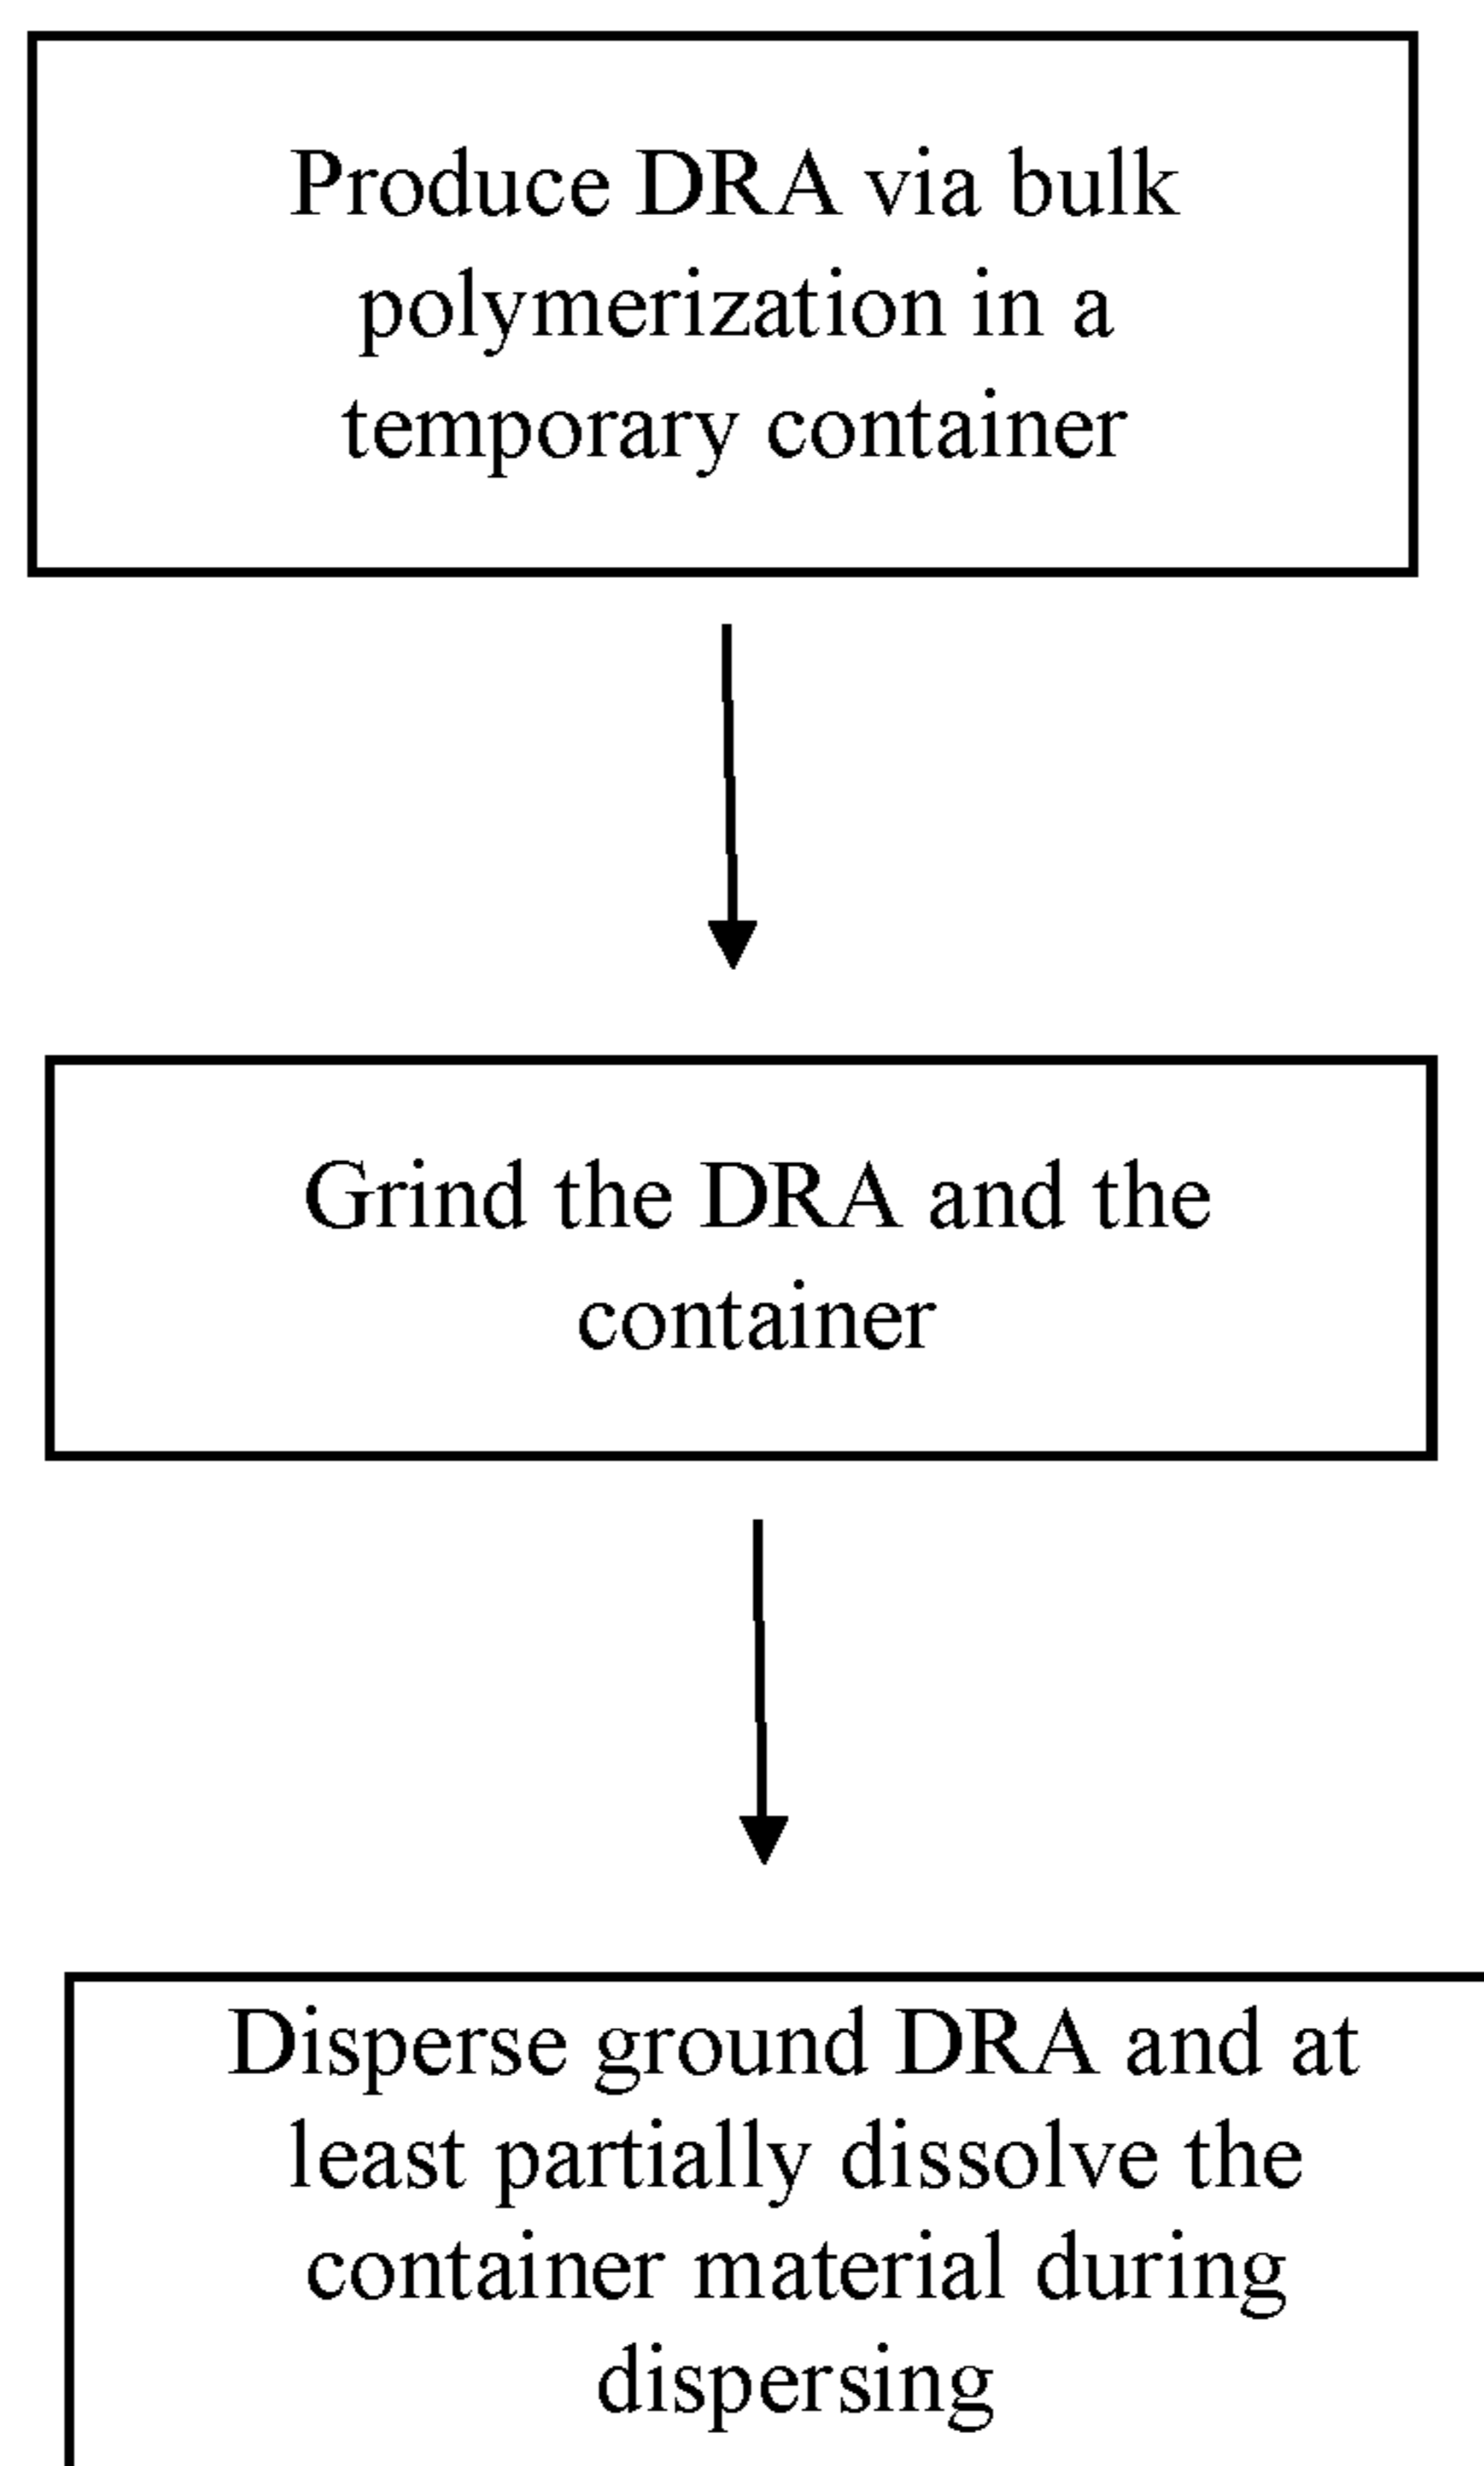 Produce DRA via bulk
polymerization in a
temporary container
Grind the DRA and the
container
Disperse ground DRA and at
least partially dissolve the
container material during
dispersing